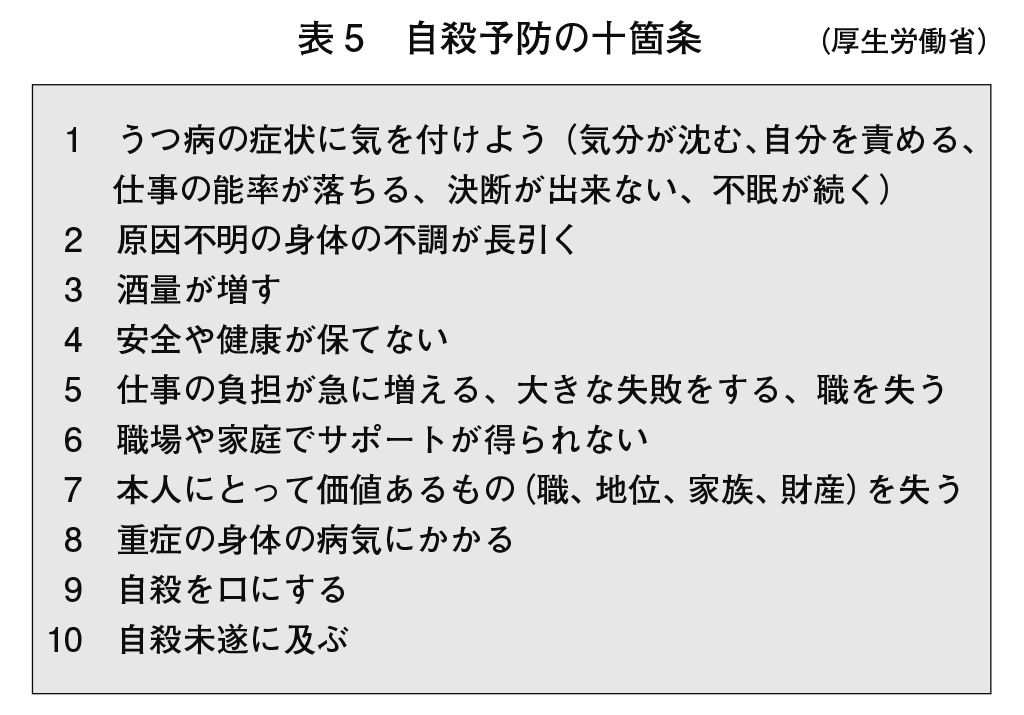 表5　自殺予防の十箇条　（厚生労働省）
1　うつ病の症状に気を付けよう（気分が沈む、自分を責める、
仕事の能率が落ちる、決断が出来ない、不眠が続く）
2　原因不明の身体の不調が長引く
3　酒量が増す
4　安全や健康が保てない
5　仕事の負担が急に増える、大きな失敗をする、職を失う
6　職場や家庭でサポートが得られない
7　本人にとって価値あるもの（職、地位、家族、財産）を失う
8　重症の身体の病気にかかる
9　自殺を口にする
10　自殺未遂に及ぶ